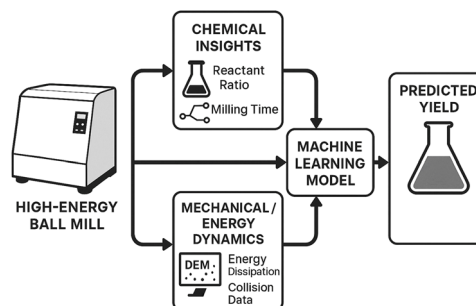 HIGH-ENERGY
BALL MILL
CHEMICAL
INSIGHTS
Reactant
Ratio
Milling Time
MECHANICAL/
ENERGY
DYNAMICS
DEM
Energy
Dissipation
Collision
Data
MACHINE
LEARNING
MODEL
PREDICTED
YIELD